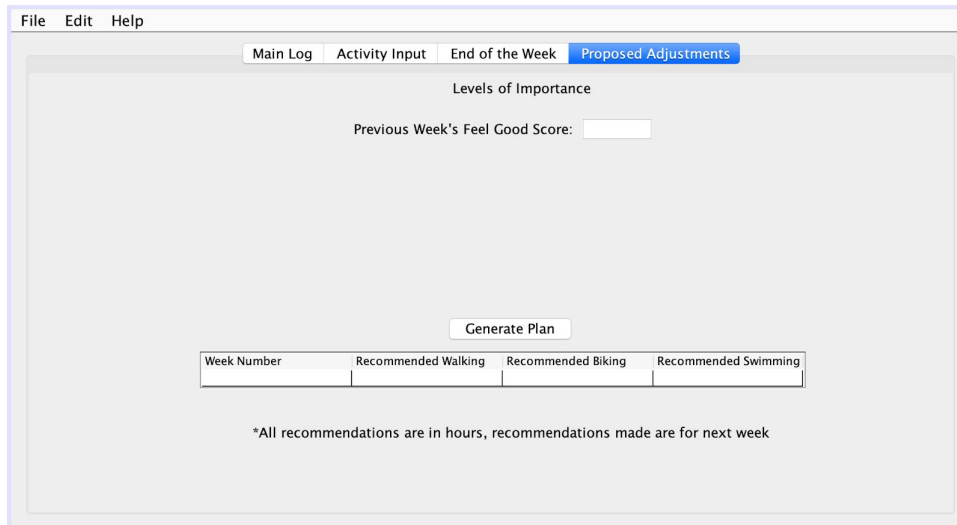 File Edit Help
Main Log Activity Input End of the Week Proposed Adjustments
Levels of Importance
Previous Week's Feel Good Score:
Generate Plan
Week Number Recommended Walking Recommended Biking Recommended Swimming
*All recommendations are in hours, recommendations made are for next week